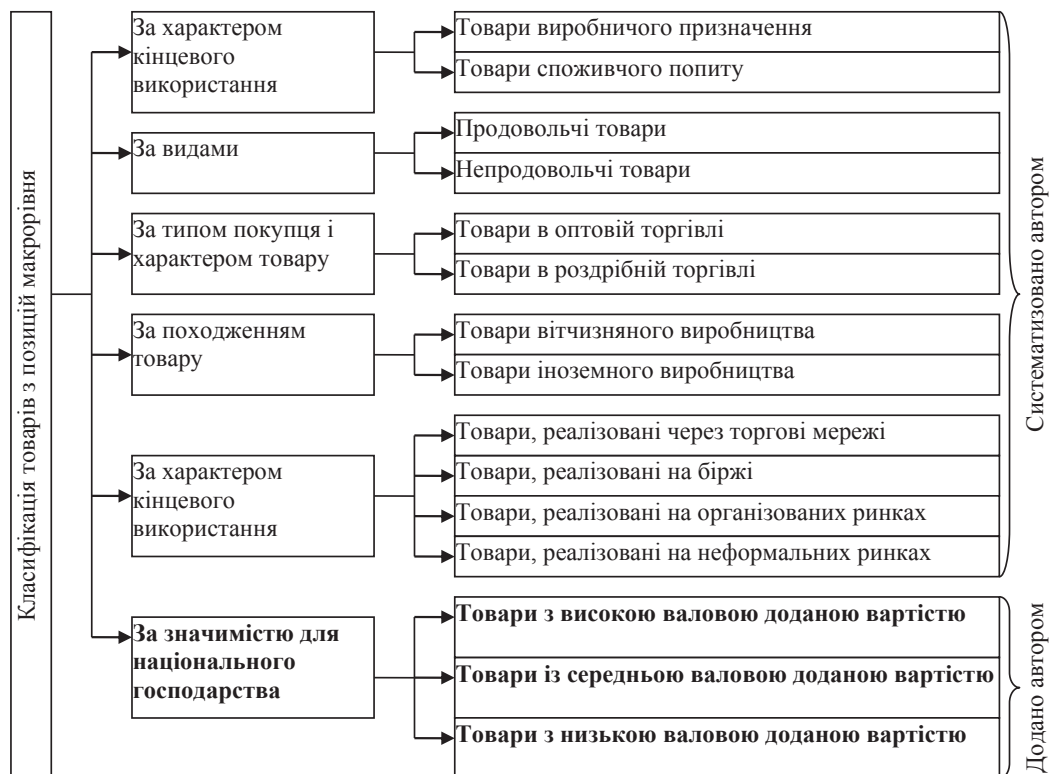 Класифікація товарів з позицій макрорівня
За характером
кінцевого
використання
Товари виробничого призначення
Товари споживчого попиту
За видами
Продовольчі товари
Непродовольчі товари
За типом покупця і
характером товару
Товари в оптовій торгівлі
Товари в роздрібній торгівлі
За походженням
товару
Товари вітчизняного виробництва
Товари іноземного виробництва
За характером
кінцевого
використання
Товари, реалізовані через торгові мережі
Товари, реалізовані на біржі
Товари, реалізовані на організованих ринках
Товари, реалізовані на неформальних ринках
Систематизовано автором
За значимістю для
національного
господарства
Товари з високою валовою доданою вартістю
Товари із середньою валовою доданою вартістю
Товари з низькою валовою доданою вартістю
Додано автором